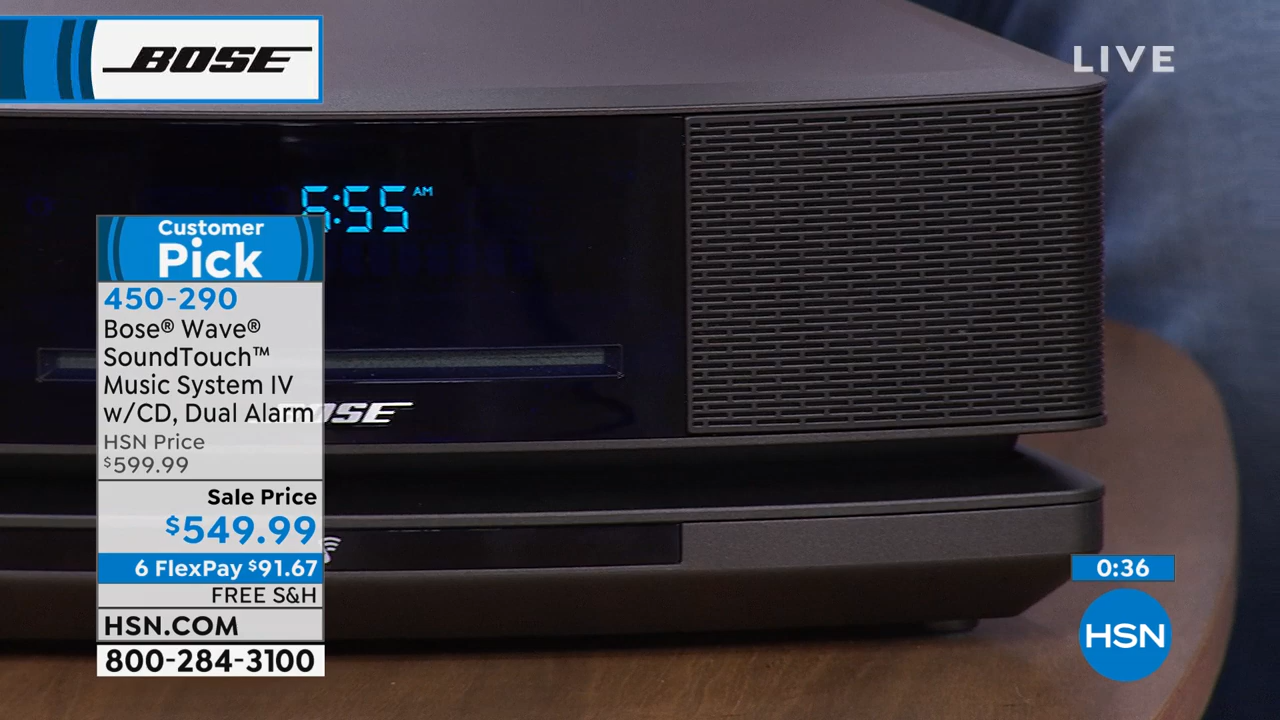 BOSE
LIVE
6:55 AM
Customer
Pick
450-290
Bose® Wave®
SoundTouch™
Music System IV
w/CD, Dual Alarm
HSN Price
$599.99
Sale Price
$549.99
6 FlexPay $91.67
FREE S&H
HSN.COM
800-284-3100
OSE
0:36
HSN